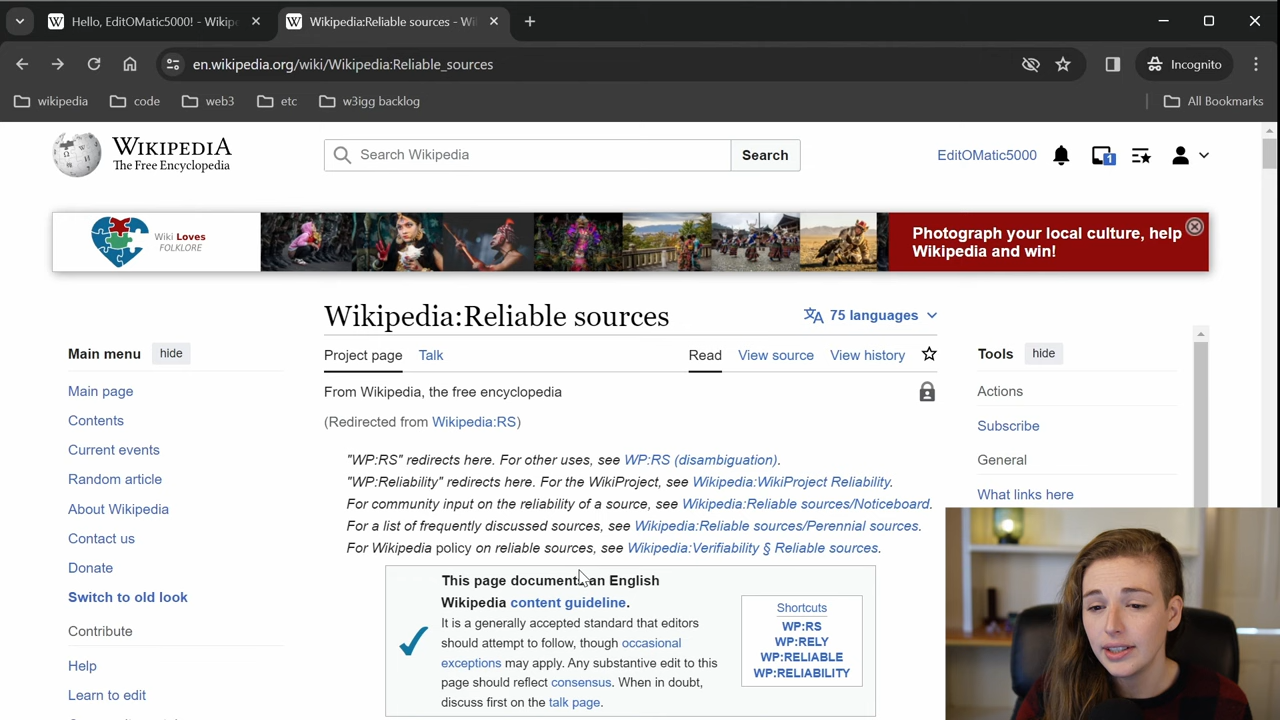 Hello, EditOMatic5000! - Wikip
Wikipedia:Reliable sources - Wi
en.wikipedia.org/wiki/Wikipedia:Reliable_sources
Incognito
wikipedia
code
web3
etc
w3igg backlog
All Bookmarks
WIKIPEDIA
The Free Encyclopedia
Search Wikipedia
Search
EditOMatic5000
1
Wiki Loves
FOLKLORE
Photograph your local culture, help
Wikipedia and win!
Wikipedia:Reliable sources
75 languages
Main menu
hide
Project page
Talk
Read
View source
View history
Tools
hide
Main page
From Wikipedia, the free encyclopedia
Actions
Contents
(Redirected from Wikipedia:RS)
Subscribe
Current events
"WP:RS" redirects here. For other uses, see WP:RS (disambiguation).
General
Random article
"WP:Reliability" redirects here. For the WikiProject, see Wikipedia:WikiProject Reliability.
What links here
About Wikipedia
For community input on the reliability of a source, see Wikipedia:Reliable sources/Noticeboard.
Contact us
For a list of frequently discussed sources, see Wikipedia:Reliable sources/Perennial sources.
Donate
For Wikipedia policy on reliable sources, see Wikipedia:Verifiability § Reliable sources.
Switch to old look
Contribute
Help
Learn to edit
This page documents an English
Wikipedia content guideline.
It is a generally accepted standard that editors
should attempt to follow, though occasional
exceptions may apply. Any substantive edit to this
page should reflect consensus. When in doubt,
discuss first on the talk page.
Shortcuts
WP:RS
WP:RELY
WP:RELIABLE
WP:RELIABILITY